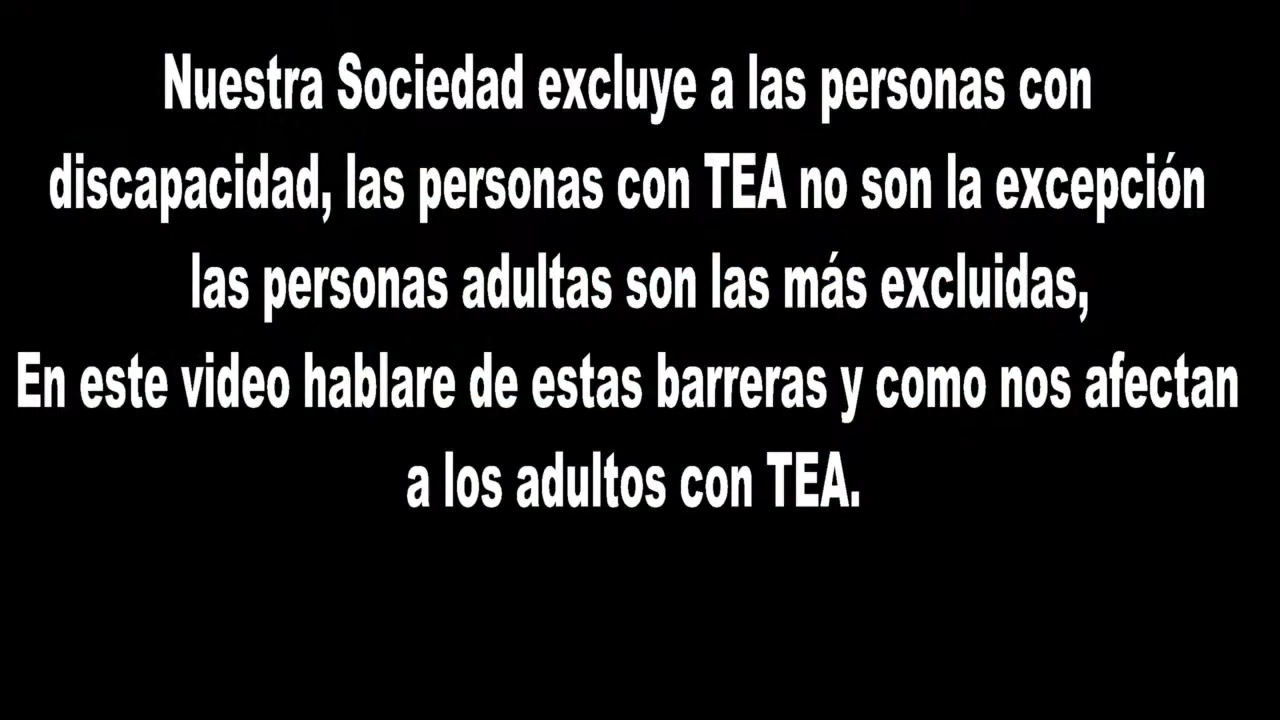 Nuestra Sociedad excluye a las personas con
discapacidad, las personas con TEA no son la excepción
las personas adultas son las más excluidas,
En este video hablare de estas barreras y como nos afectan
a los adultos con TEA.